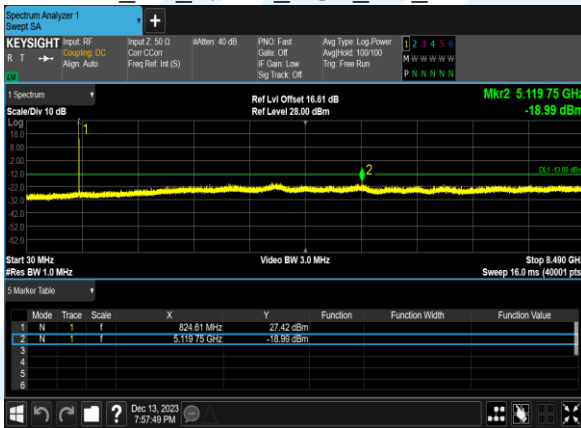 Spectrum Analyzer 1
Swept SA
KEYSIGHT
R T
LV
Input: RF
Coupling: DC
Align: Auto
Input Z: 50 Ω
Corr CCorr
Freq Ref: Int (S)
#Atten: 40 dB
PNO: Fast
Gate: Off
IF Gain: Low
Sig Track: Off
Avg Type: Log-Power
Avg|Hold: 100/100
Trig: Free Run
1 2 3 4 5 6
M W W W W W
P N N N N N
1 Spectrum
Scale/Div 10 dB
Ref Lvl Offset 16.61 dB
Ref Level 28.00 dBm
Mkr2 5.119 75 GHz
-18.99 dBm
Log
18.0
8.00
-2.00
-12.0
-22.0
-32.0
-42.0
-52.0
-62.0
1
2
DL1 -13.00 dBm
Start 30 MHz
#Res BW 1.0 MHz
Video BW 3.0 MHz
Stop 8.490 GHz
Sweep 16.0 ms (40001 pts
5 Marker Table
Mode Trace Scale X Y Function Function Width Function Value
1 N 1 f 824.61 MHz 27.42 dBm
2 N 1 f 5.119 75 GHz -18.99 dBm
3
4
5
6
Dec 13, 2023
7:57:49 PM